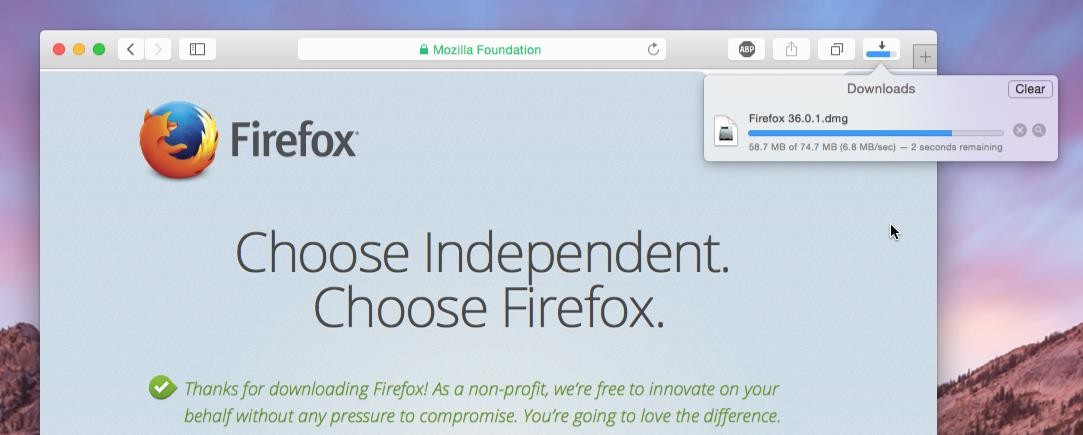 Mozilla Foundation
ABP
Downloads
Clear
Firefox 36.0.1.dmg
58.7 MB of 74.7 MB (6.8 MB/sec) — 2 seconds remaining
Firefox
Choose Independent.
Choose Firefox.
Thanks for downloading Firefox! As a non-profit, we’re free to innovate on your
behalf without any pressure to compromise. You’re going to love the difference.